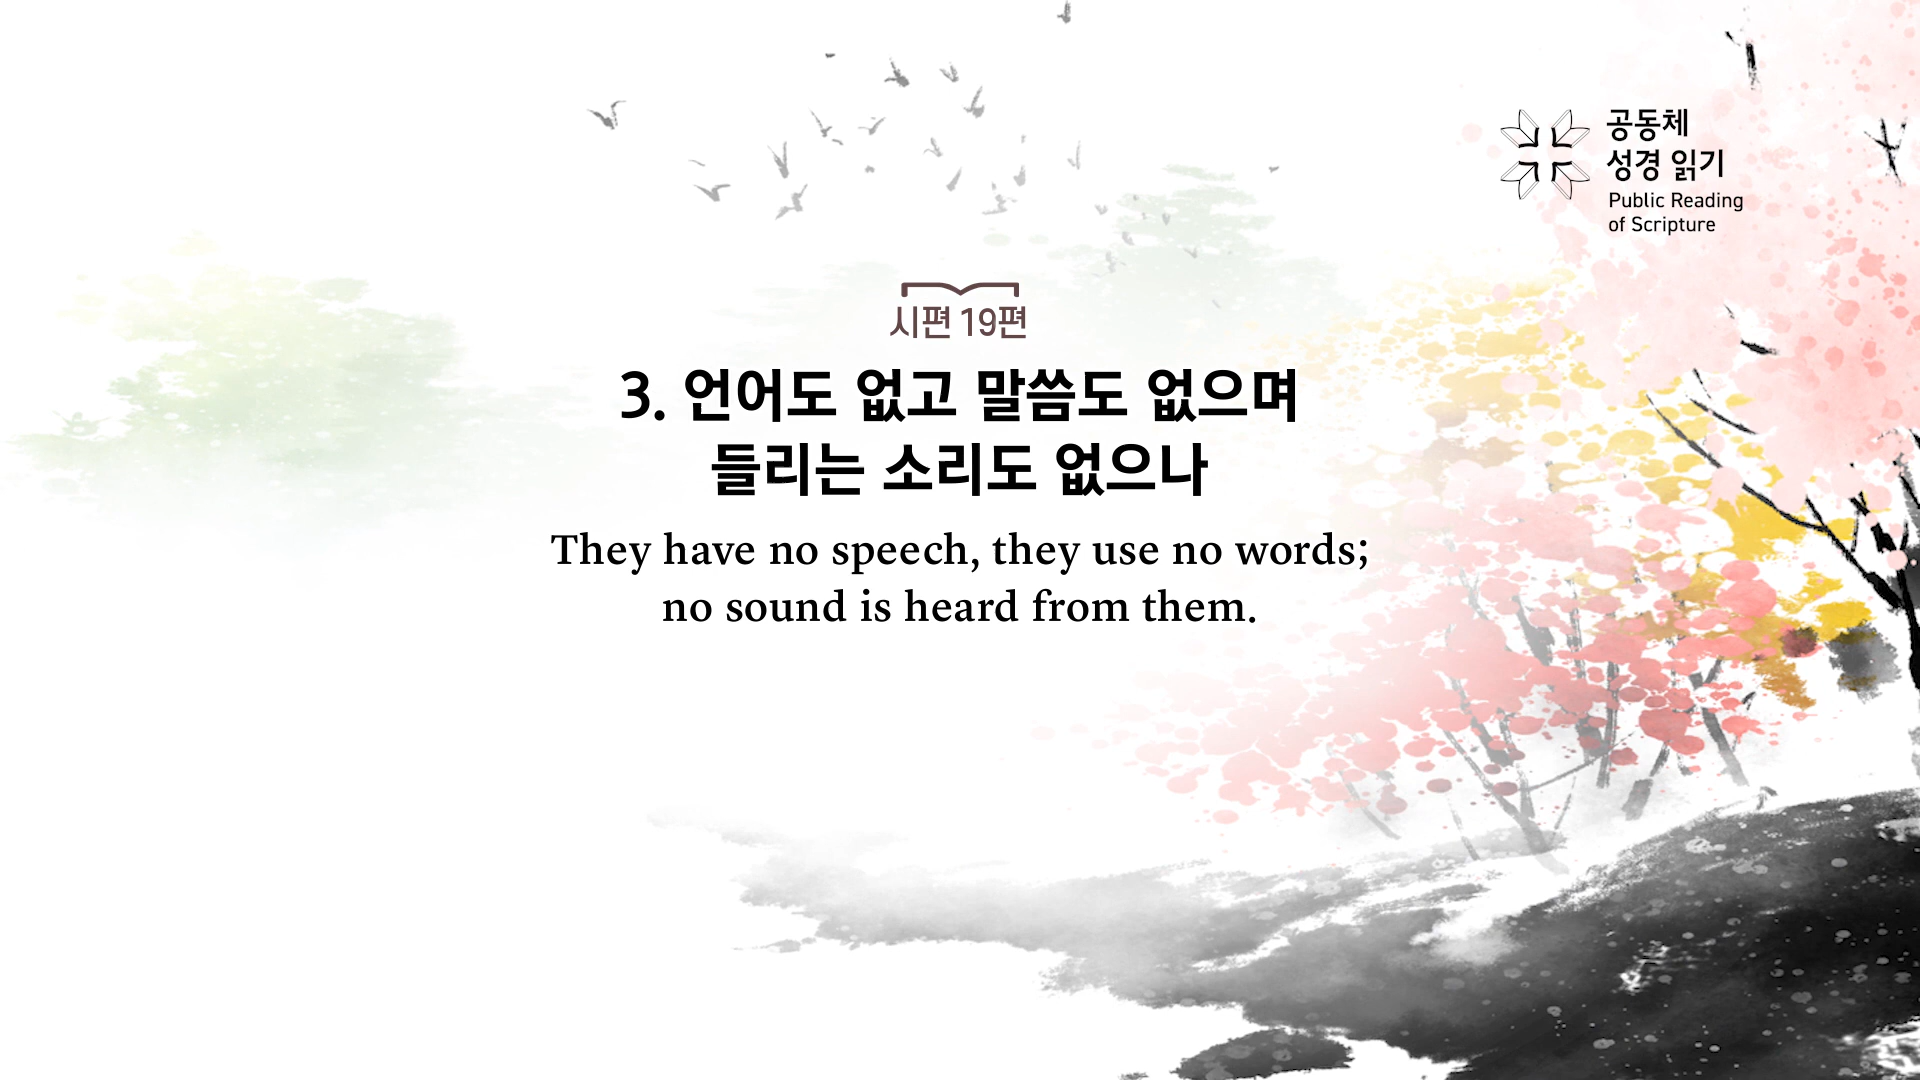 공동체
성경 읽기
Public Reading
of Scripture
시편 19편
3. 언어도 없고 말씀도 없으며
들리는 소리도 없으나
They have no speech, they use no words;
no sound is heard from them.